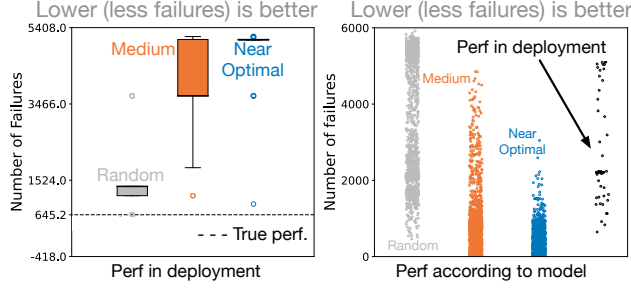 Lower (less failures) is better
Number of Failures
5408.0
3466.0
1524.0
645.2
-418.0
Medium
Near
Optimal
Random
True perf.
Perf in deployment
Lower (less failures) is better
Number of failures
6000
4000
2000
0
Perf in deployment
Medium
Near
Optimal
Random
Perf according to model